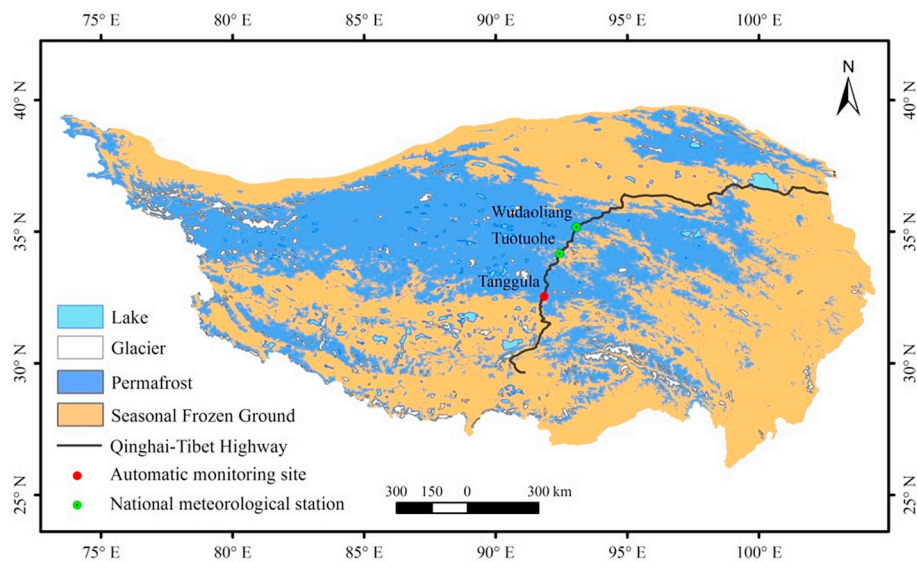 75° E 80° E 85° E 90° E 95° E 100° E
N
40° N 40° N
Wudaoliang
35° N 35° N
Tuotuohe
Tanggula
Lake
Glacier
30° N 30° N
Permafrost
Seasonal Frozen Ground
Qinghai-Tibet Highway
Automatic monitoring site
300 150 0 300 km
National meteorological station
25° N 25° N
75° E 80° E 85° E 90° E 95° E 100° E